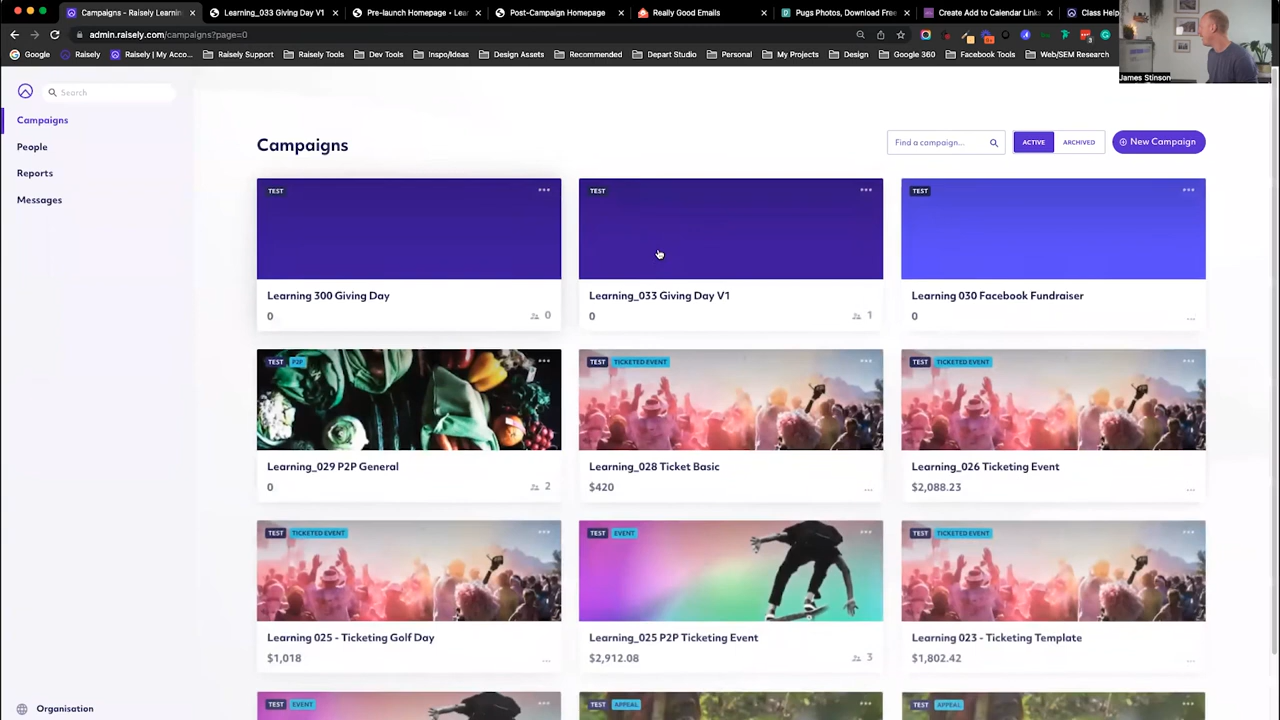 Campaigns - Raisely Learnin
Learning_033 Giving Day V1
Pre-launch Homepage • Lear
Post-Campaign Homepage
Really Good Emails
Pugs Photos, Download Free
Create Add to Calendar Links
Class Help
admin.raisely.com/campaigns?page=0
Google
Raisely
Raisely | My Acco...
Raisely Support
Raisely Tools
Dev Tools
Inspo/Ideas
Design Assets
Recommended
Depart Studio
Personal
My Projects
Design
Google 360
Facebook Tools
Web/SEM Research
James Stinson
Search
Campaigns
People
Reports
Messages
Organisation
Campaigns
Find a campaign...
ACTIVE
ARCHIVED
New Campaign
TEST
Learning 300 Giving Day
0
0
TEST
Learning_033 Giving Day V1
0
1
TEST
Learning 030 Facebook Fundraiser
0
...
TEST P2P
Learning_029 P2P General
0
2
TEST TICKETED EVENT
Learning_028 Ticket Basic
$420
...
TEST TICKETED EVENT
Learning_026 Ticketing Event
$2,088.23
...
TEST TICKETED EVENT
Learning 025 - Ticketing Golf Day
$1,018
...
TEST EVENT
Learning_025 P2P Ticketing Event
$2,912.08
3
TEST TICKETED EVENT
Learning 023 - Ticketing Template
$1,802.42
...
TEST EVENT
TEST APPEAL
TEST APPEAL